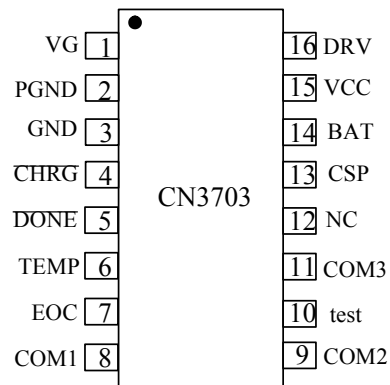 VG 1 16 DRV
PGND 2 15 VCC
GND 3 14 BAT
CHRG 4 13 CSP
CN3703
DONE 5 12 NC
TEMP 6 11 COM3
EOC 7 10 test
COM1 8 9 COM2